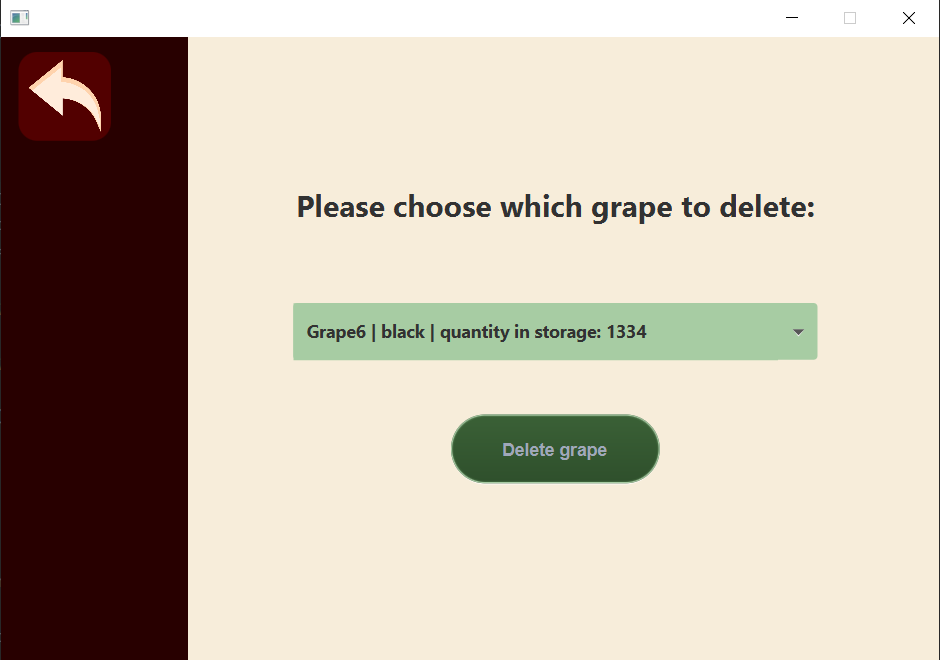 Please choose which grape to delete:
Grape6 | black | quantity in storage: 1334
Delete grape